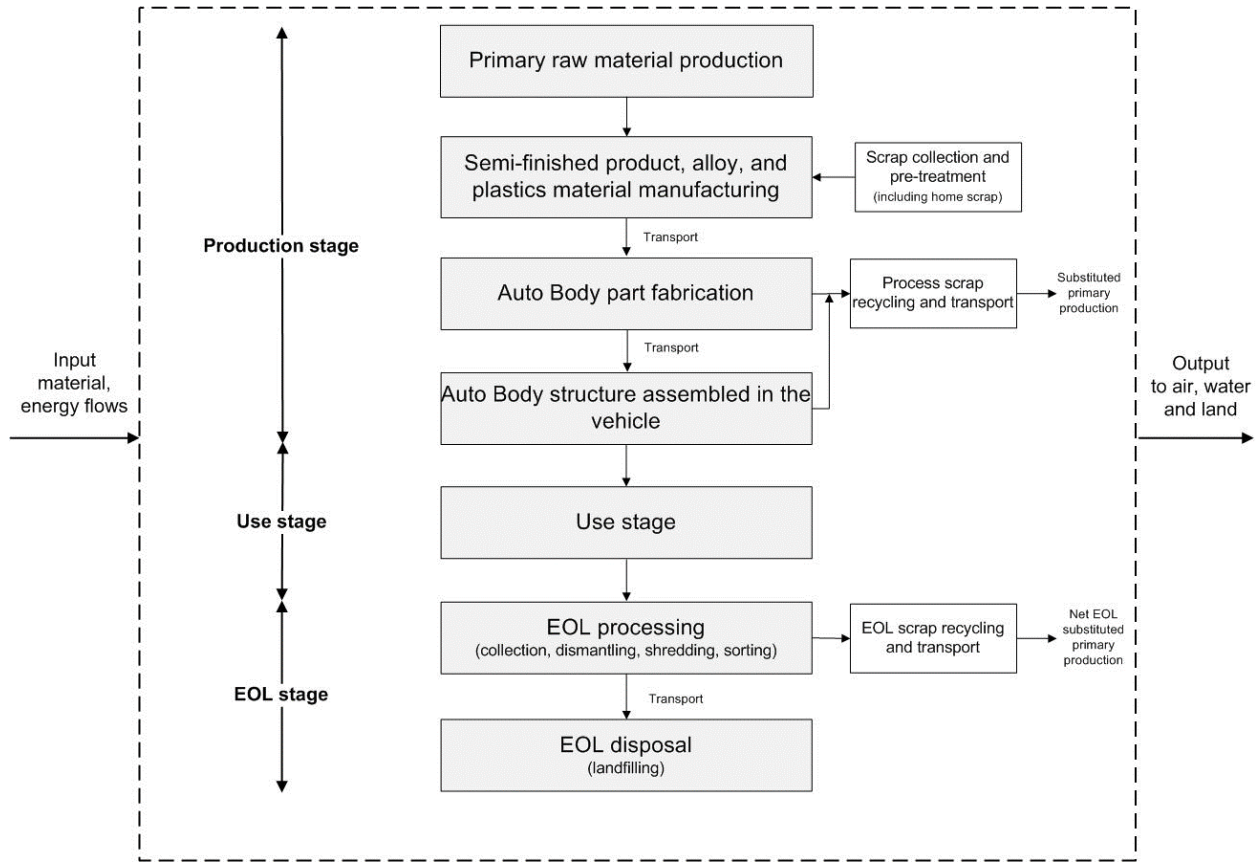 Primary raw material production
Semi-finished product, alloy, and
plastics material manufacturing
Scrap collection and
pre-treatment
(including home scrap)
Transport
Production stage
Auto Body part fabrication
Process scrap
recycling and transport
Substituted
primary
production
Transport
Input
material,
energy flows
Auto Body structure assembled in the
vehicle
Output
to air, water
and land
Use stage
Use stage
EOL processing
(collection, dismantling, shredding, sorting)
EOL scrap recycling
and transport
Net EOL
substituted
primary
production
EOL stage
Transport
EOL disposal
(landfilling)